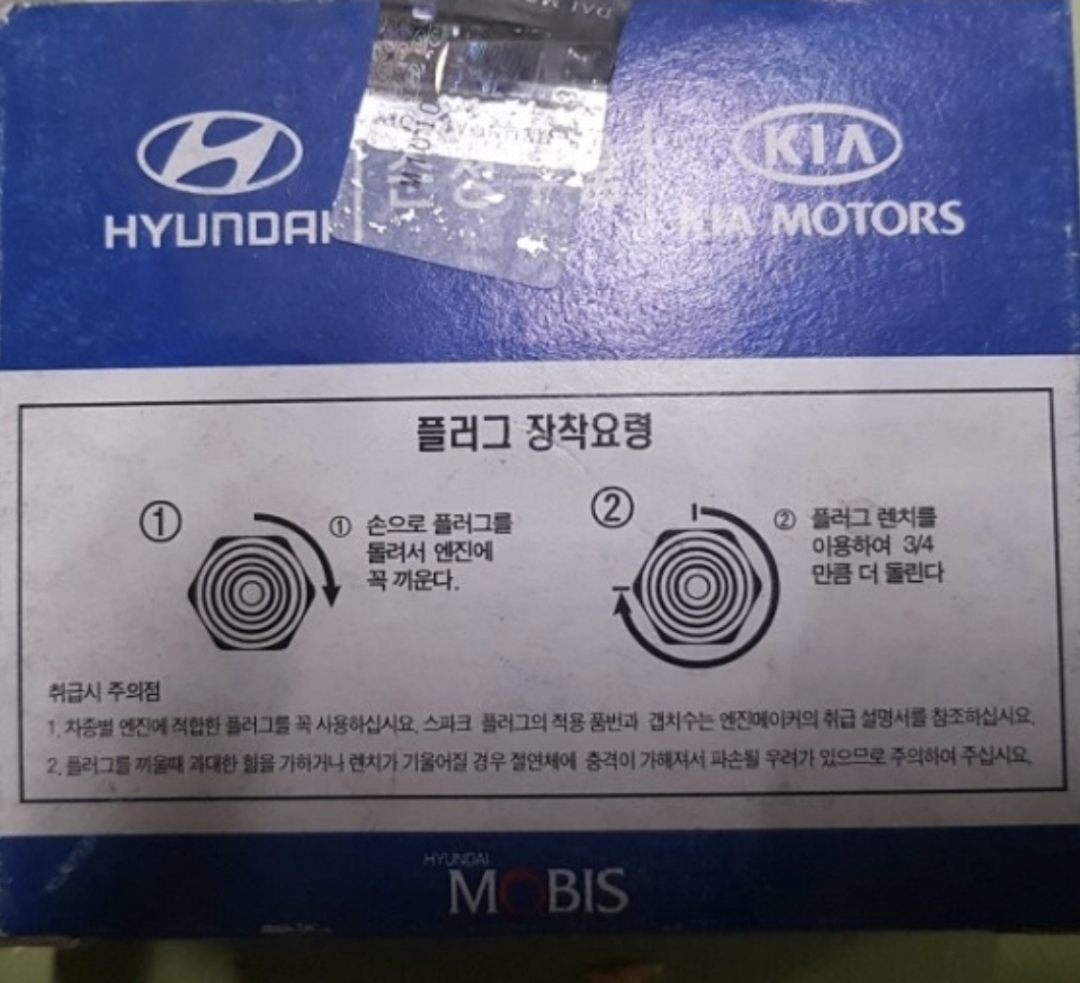 HYUNDAI
순정부품
KIA
KIA MOTORS
플러그 장착요령
①
① 손으로 플러그를
돌려서 엔진에
꼭 끼운다.
②
② 플러그 렌치를
이용하여 3/4
만큼 더 돌린다
취급시 주의점
1. 차종별 엔진에 적합한 플러그를 꼭 사용하십시요. 스파크 플러그의 적용 품번과 갭치수는 엔진메이커의 취급 설명서를 참조하십시요.
2. 플러그를 끼울때 과대한 힘을 가하거나 렌치가 기울어질 경우 절연체에 충격이 가해져서 파손될 우려가 있으므로 주의하여 주십시요.
HYUNDAI
MOBIS